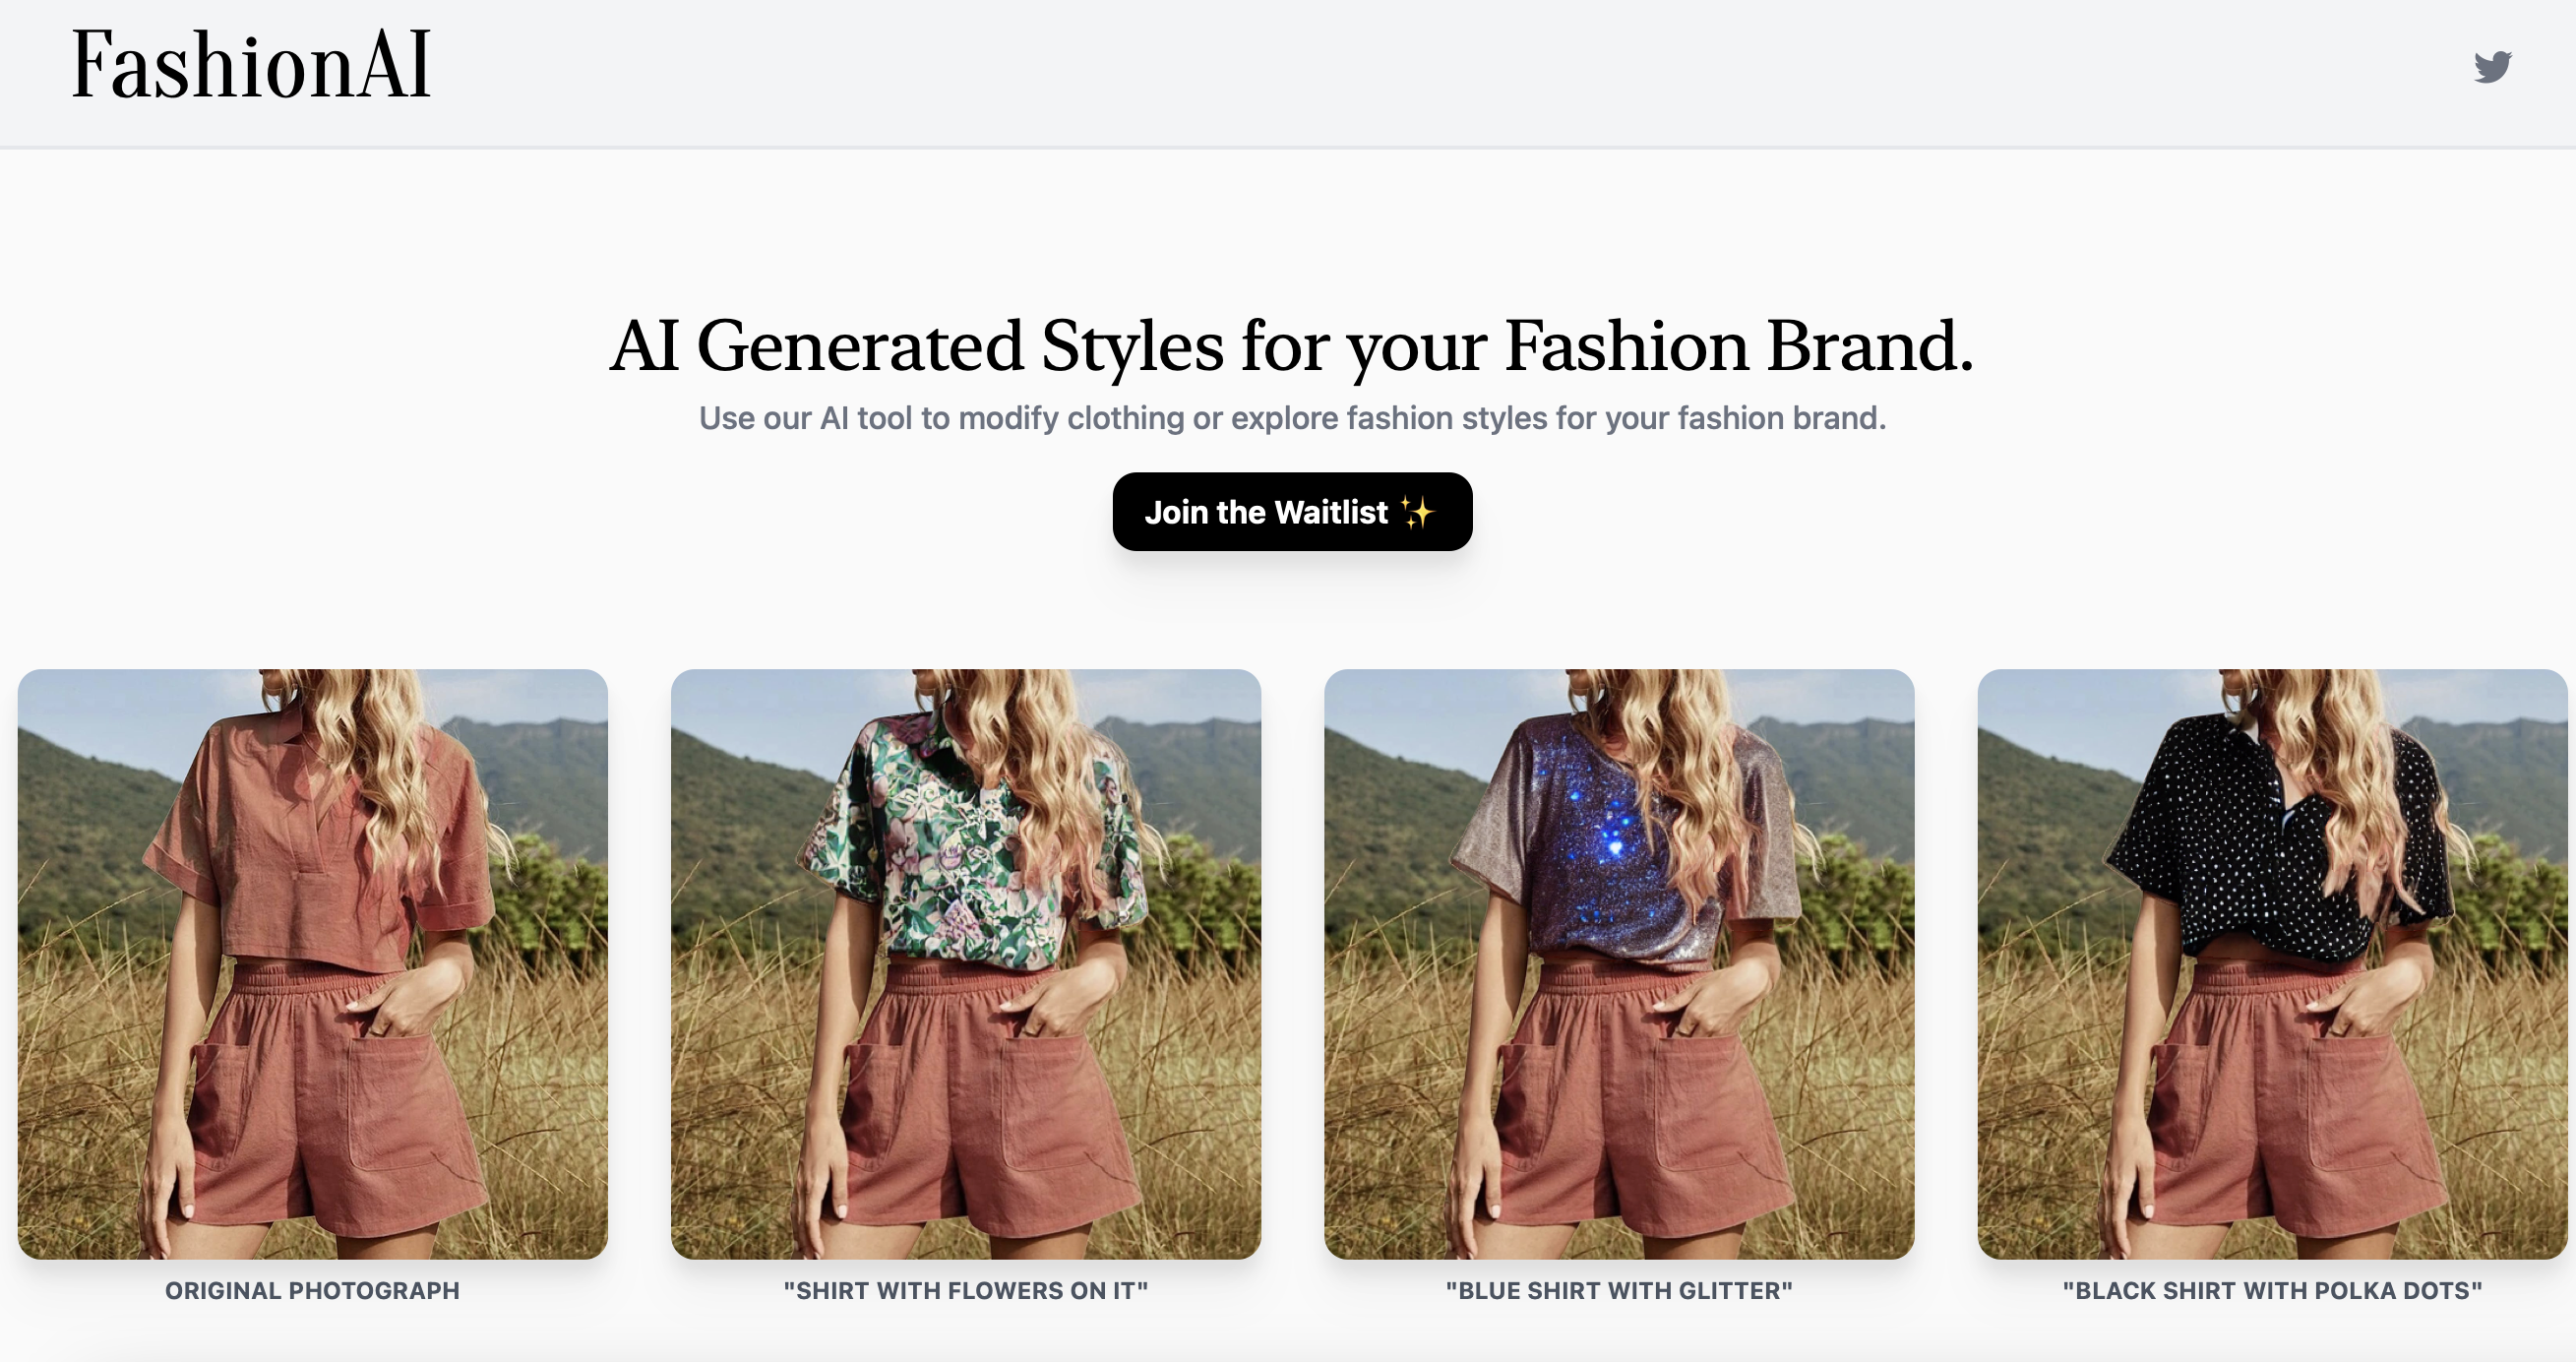 FashionAI
AI Generated Styles for your Fashion Brand.
Use our AI tool to modify clothing or explore fashion styles for your fashion brand.
Join the Waitlist ✨
ORIGINAL PHOTOGRAPH
"SHIRT WITH FLOWERS ON IT"
"BLUE SHIRT WITH GLITTER"
"BLACK SHIRT WITH POLKA DOTS"